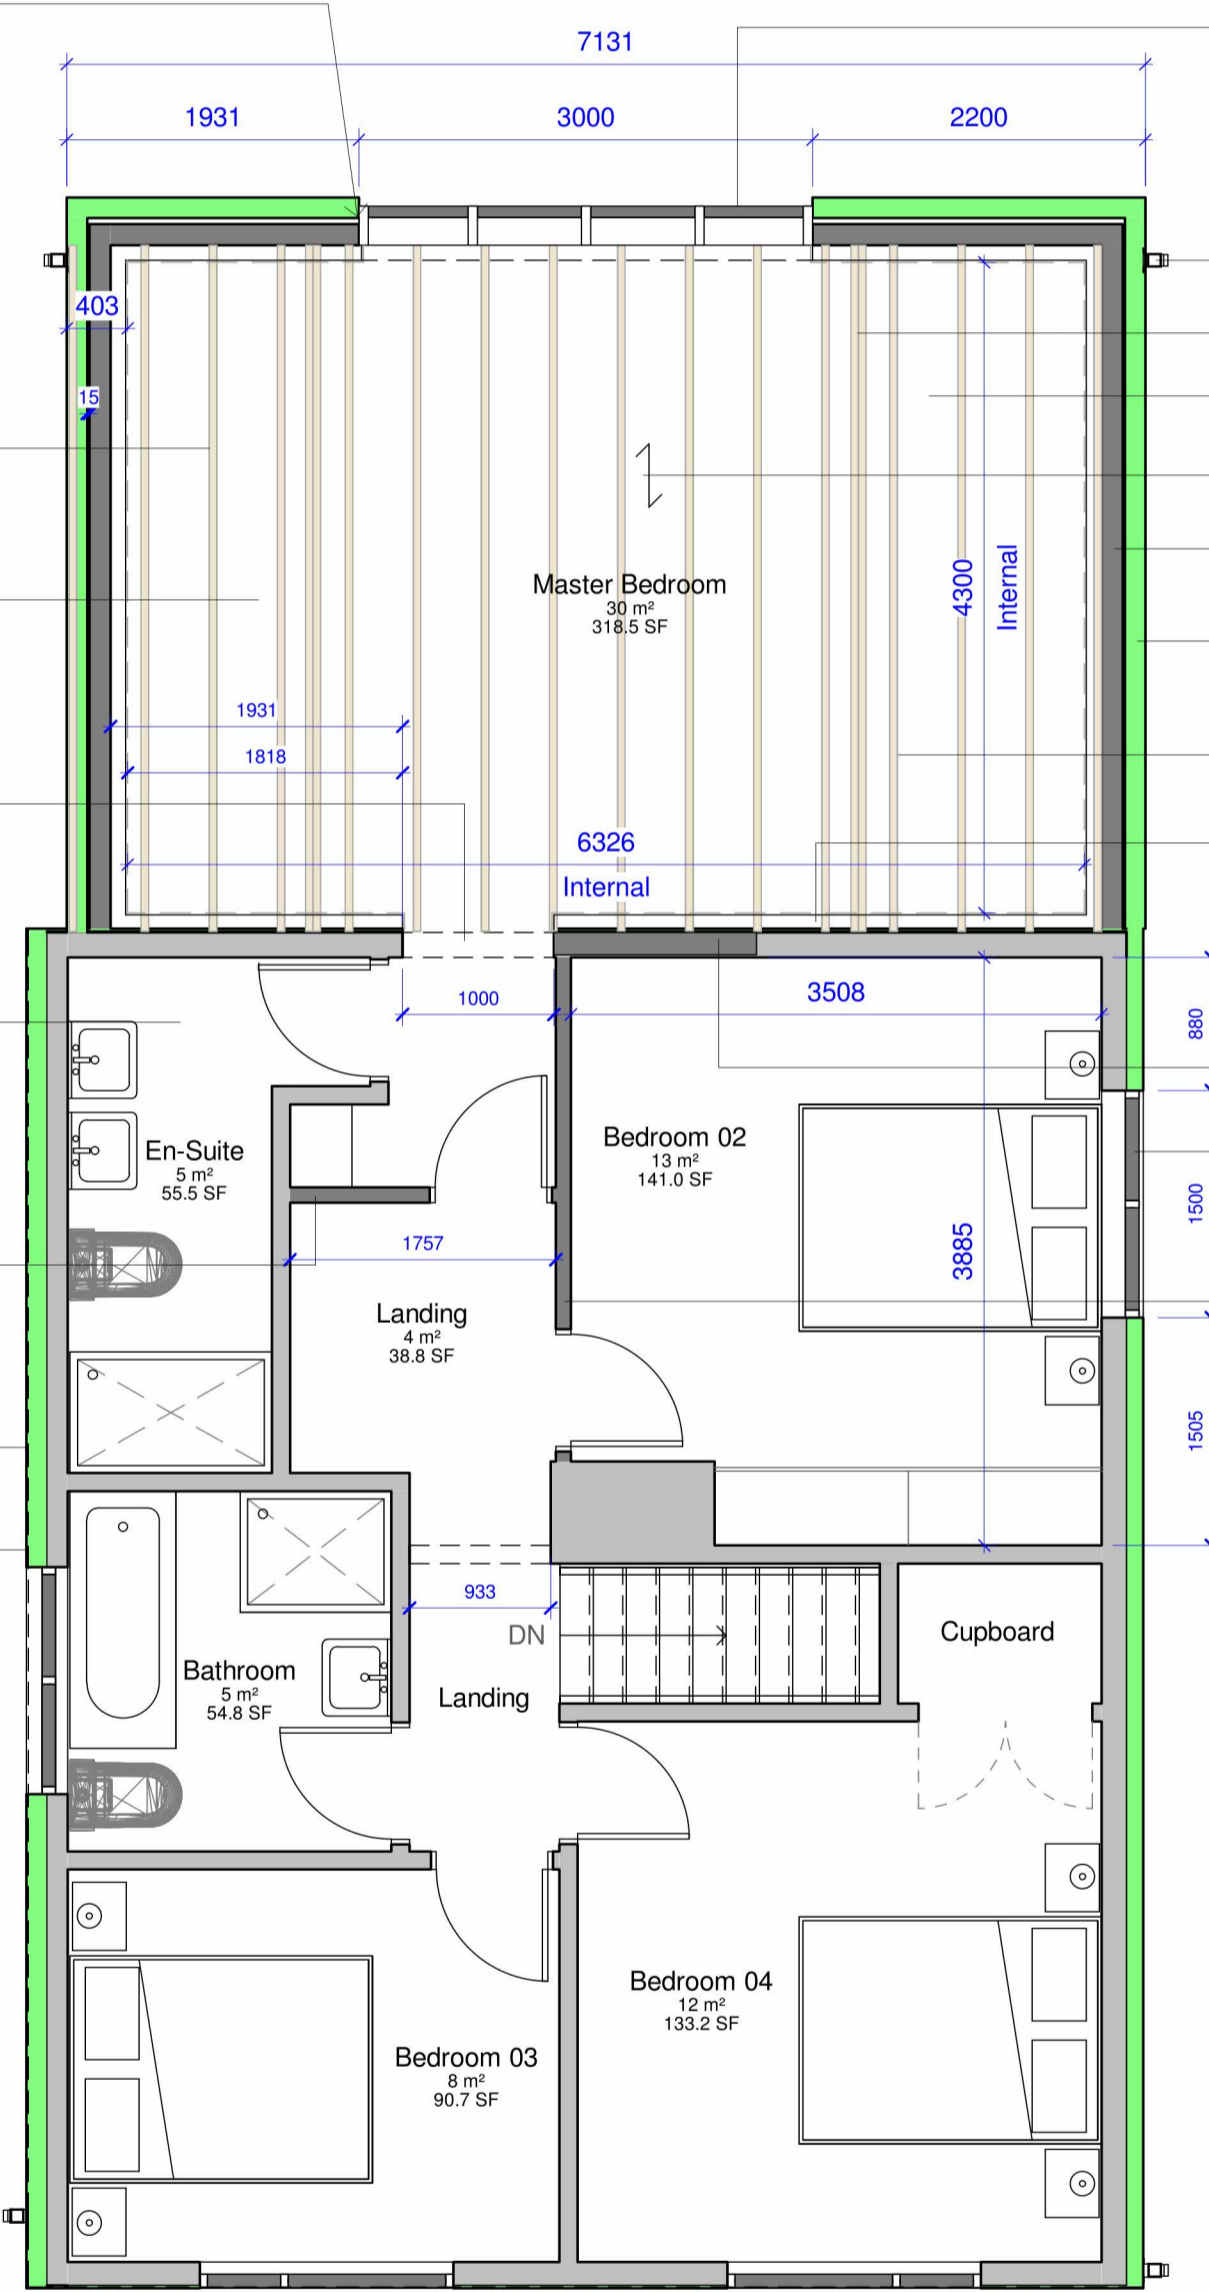 7131
1931
3000
2200
403
15
Master Bedroom
30 m²
318.5 SF
4300
Internal
1931
1818
6326
Internal
1000
3508
880
En-Suite
5 m²
55.5 SF
Bedroom 02
13 m²
141.0 SF
1500
1757
3885
Landing
4 m²
38.8 SF
1505
933
DN
Cupboard
Bathroom
5 m²
54.8 SF
Landing
Bedroom 04
12 m²
133.2 SF
Bedroom 03
8 m²
90.7 SF